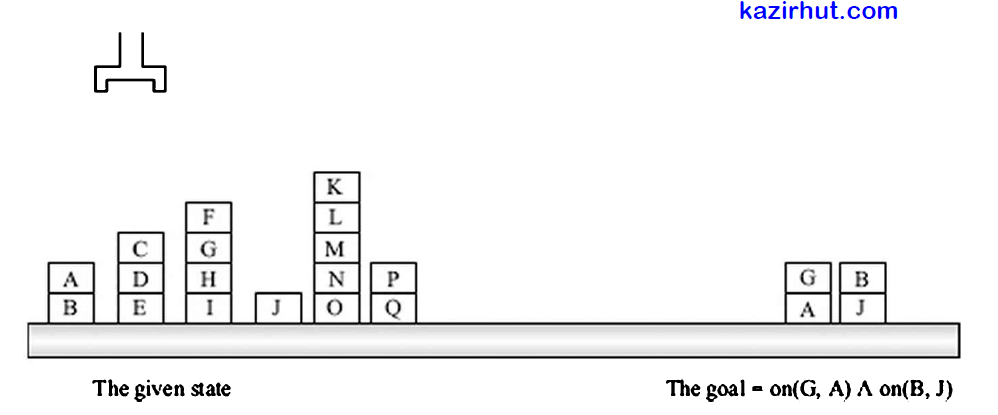 kazirhut.com
K
F L
C G M G B
A D H N P A J
B E I J O Q
The given state The goal = on(G, A) Λ on(B, J)